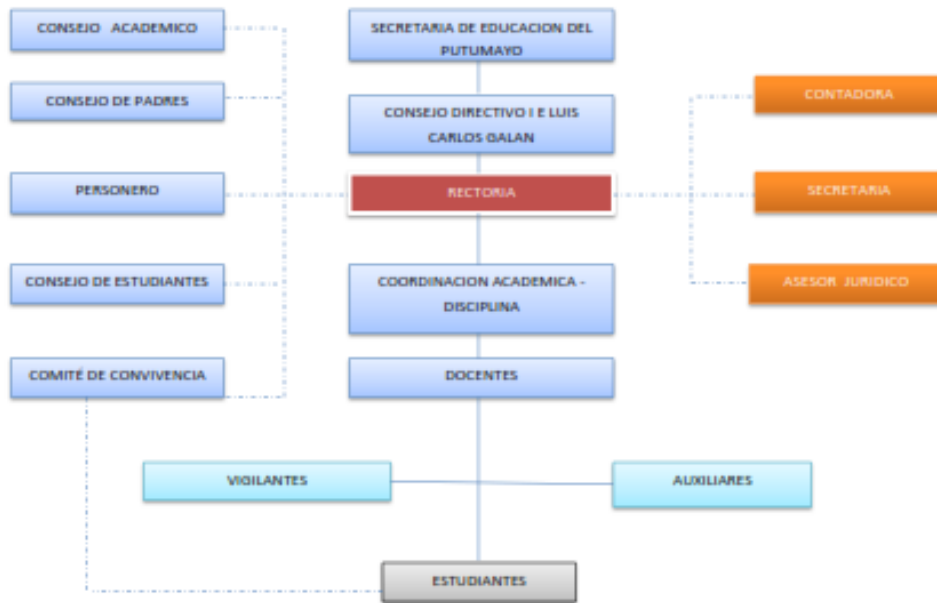 CONSEJO ACADEMICO
SECRETARIA DE EDUCACION DEL
PUTUMAYO
CONSEJO DE PADRES
CONSEJO DIRECTIVO I E LUIS
CARLOS GALAN
CONTADORA
PERSONERO
RECTORIA
SECRETARIA
CONSEJO DE ESTUDIANTES
COORDINACION ACADEMICA -
DISCIPLINA
ASESOR JURIDICO
COMITÉ DE CONVIVENCIA
DOCENTES
VIGILANTES
AUXILIARES
ESTUDIANTES